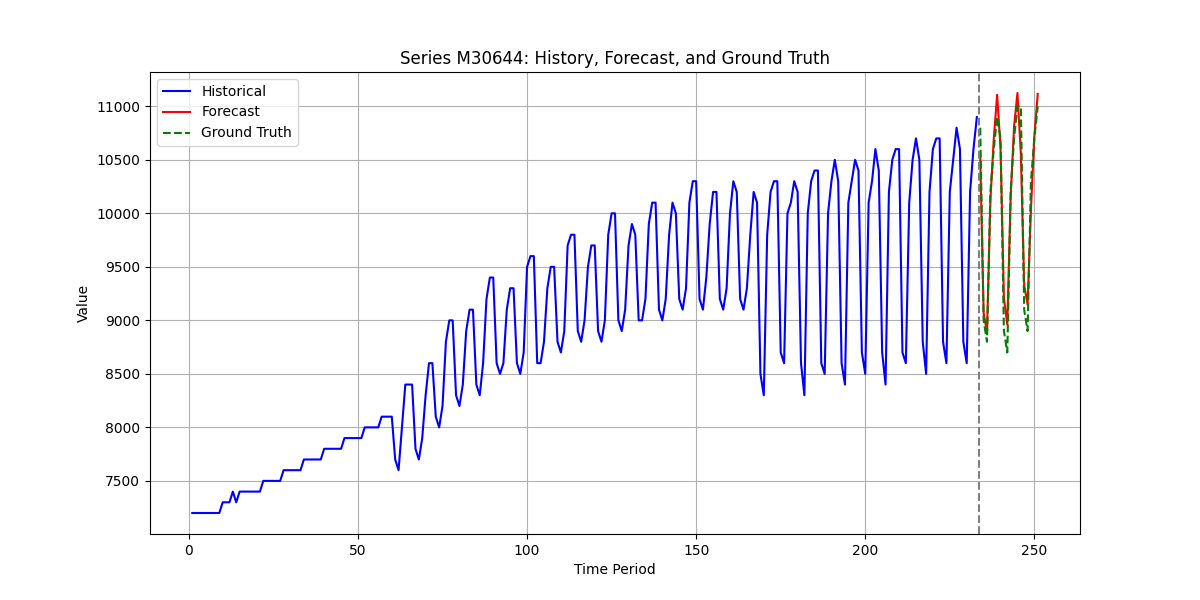 Series M30644: History, Forecast, and Ground Truth
Historical
Forecast
Ground Truth
11000
10500
10000
9500
9000
8500
8000
7500
Value
0 50 100 150 200 250
Time Period